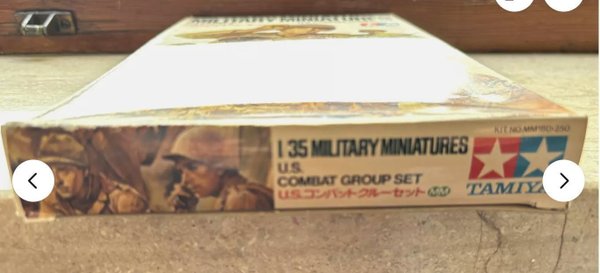 MILITARY MINIATURES
KIT NO.MM180-250
1 35 MILITARY MINIATURES
U.S.
COMBAT GROUP SET
U.S.コンバットクルーセット MM
TAMIYA